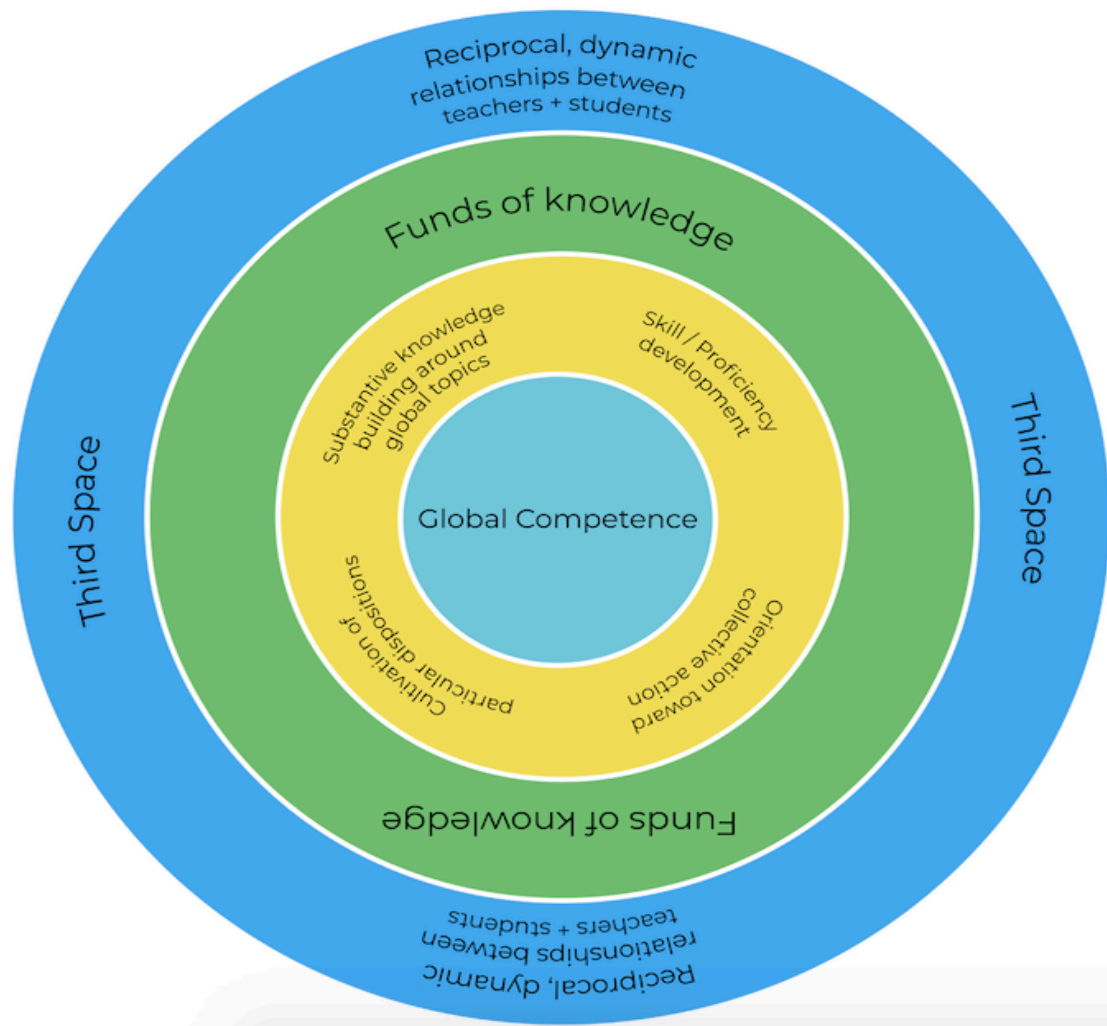 Reciprocal, dynamic
relationships between
teachers + students
Funds of knowledge
Substantive knowledge
building around
global topics
Skill / Proficiency
development
Third Space
Global Competence
Third Space
Cultivation of
particular dispositions
Orientation toward
collective action
Funds of knowledge
Reciprocal, dynamic
relationships between
teachers + students